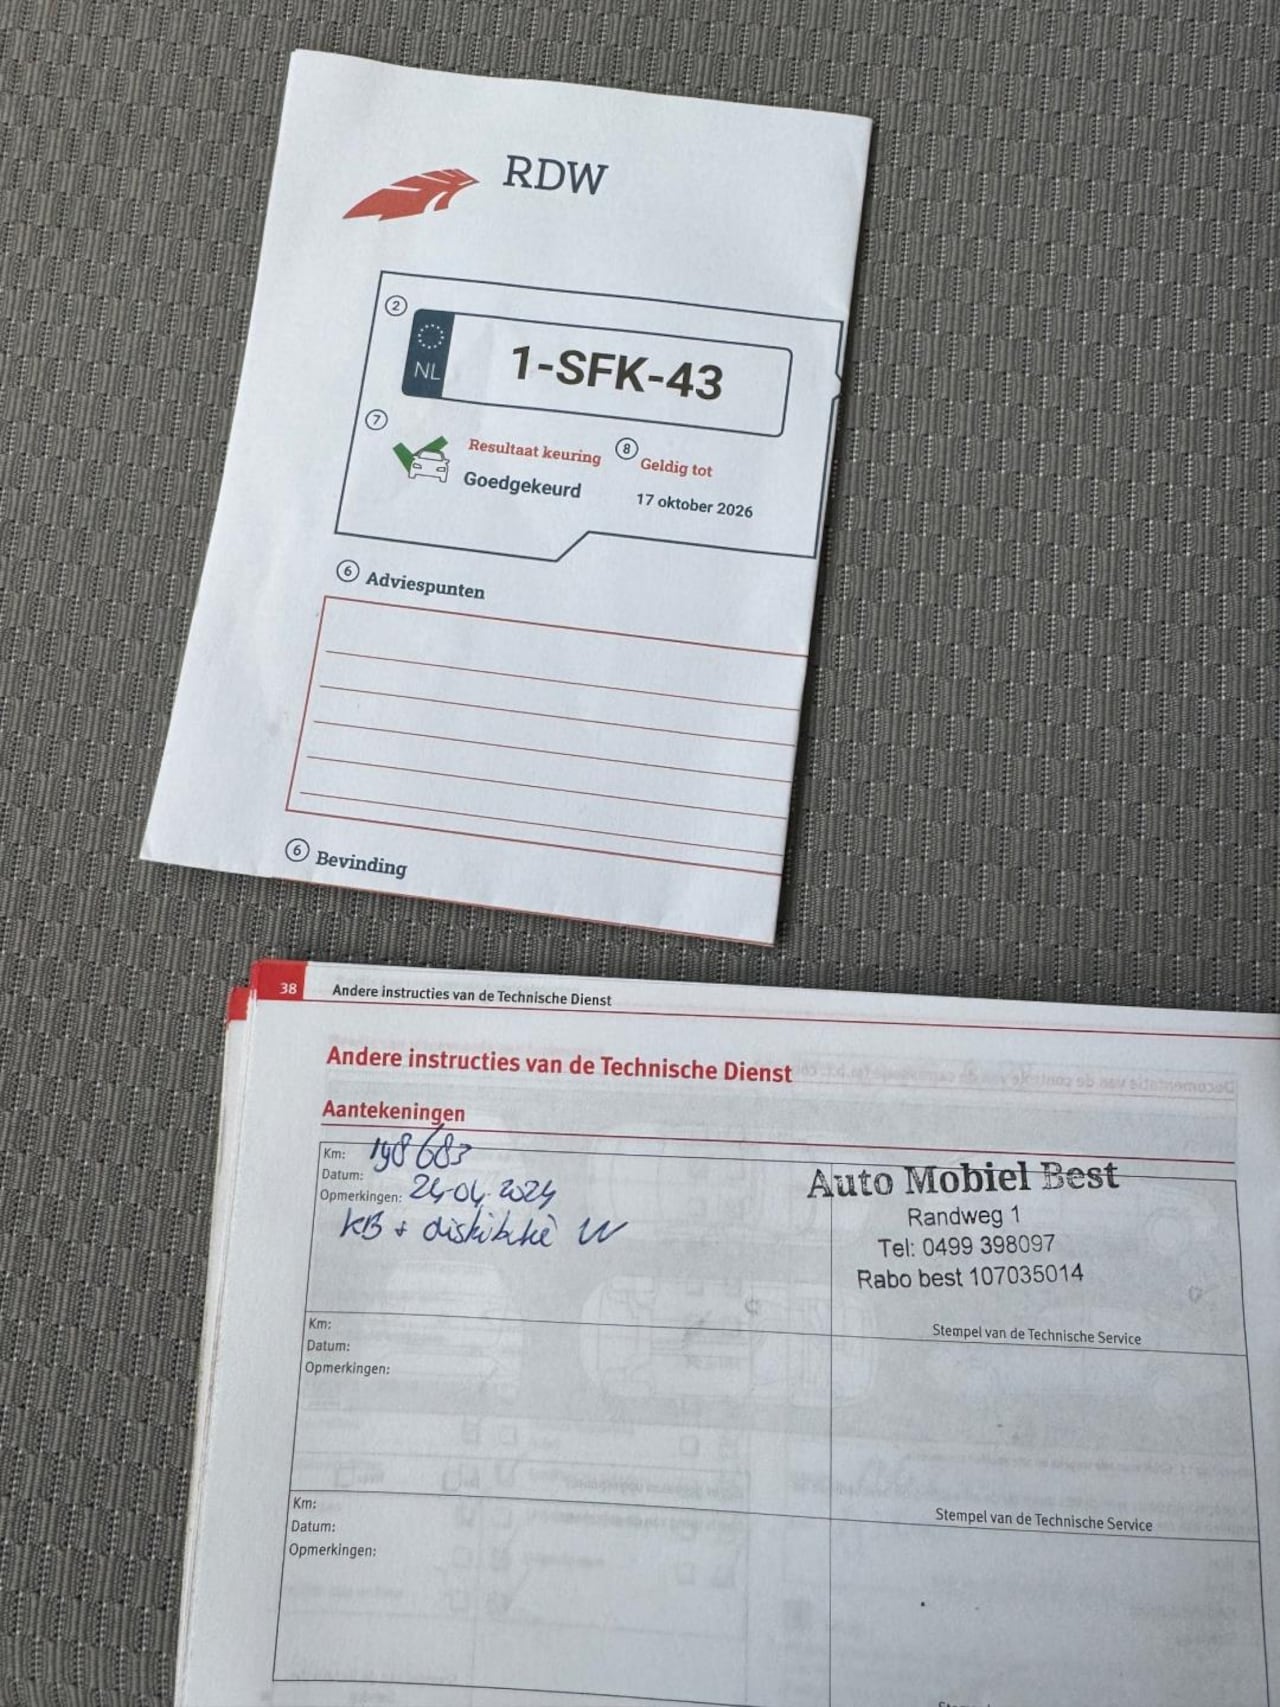 RDW
2
NL
1-SFK-43
7
Resultaat keuring
Goedgekeurd
8
Geldig tot
17 oktober 2026
6 Adviespunten
6 Bevinding
38 Andere instructies van de Technische Dienst
Andere instructies van de Technische Dienst
Aantekeningen
Km: 198683
Datum: 24-04-2024
Opmerkingen:
KB + distributie
Auto Mobiel Best
Randweg 1
Tel: 0499 398097
Rabo best 107035014
Stempel van de Technische Service
Km:
Datum:
Opmerkingen:
Stempel van de Technische Service
Km:
Datum:
Opmerkingen: